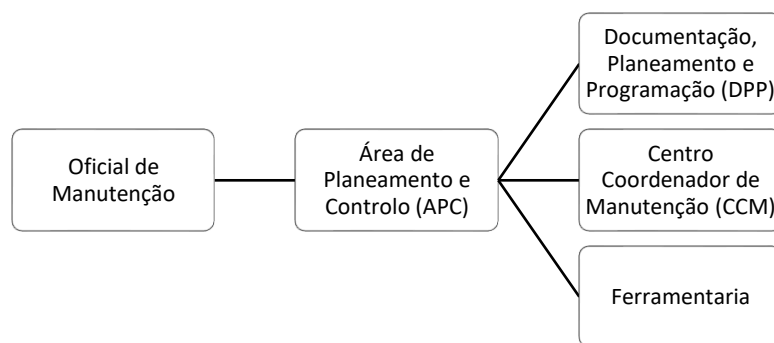 Oficial de
Manutenção
Área de
Planeamento e
Controlo (APC)
Documentação,
Planeamento e
Programação (DPP)
Centro
Coordenador de
Manutenção (CCM)
Ferramentaria